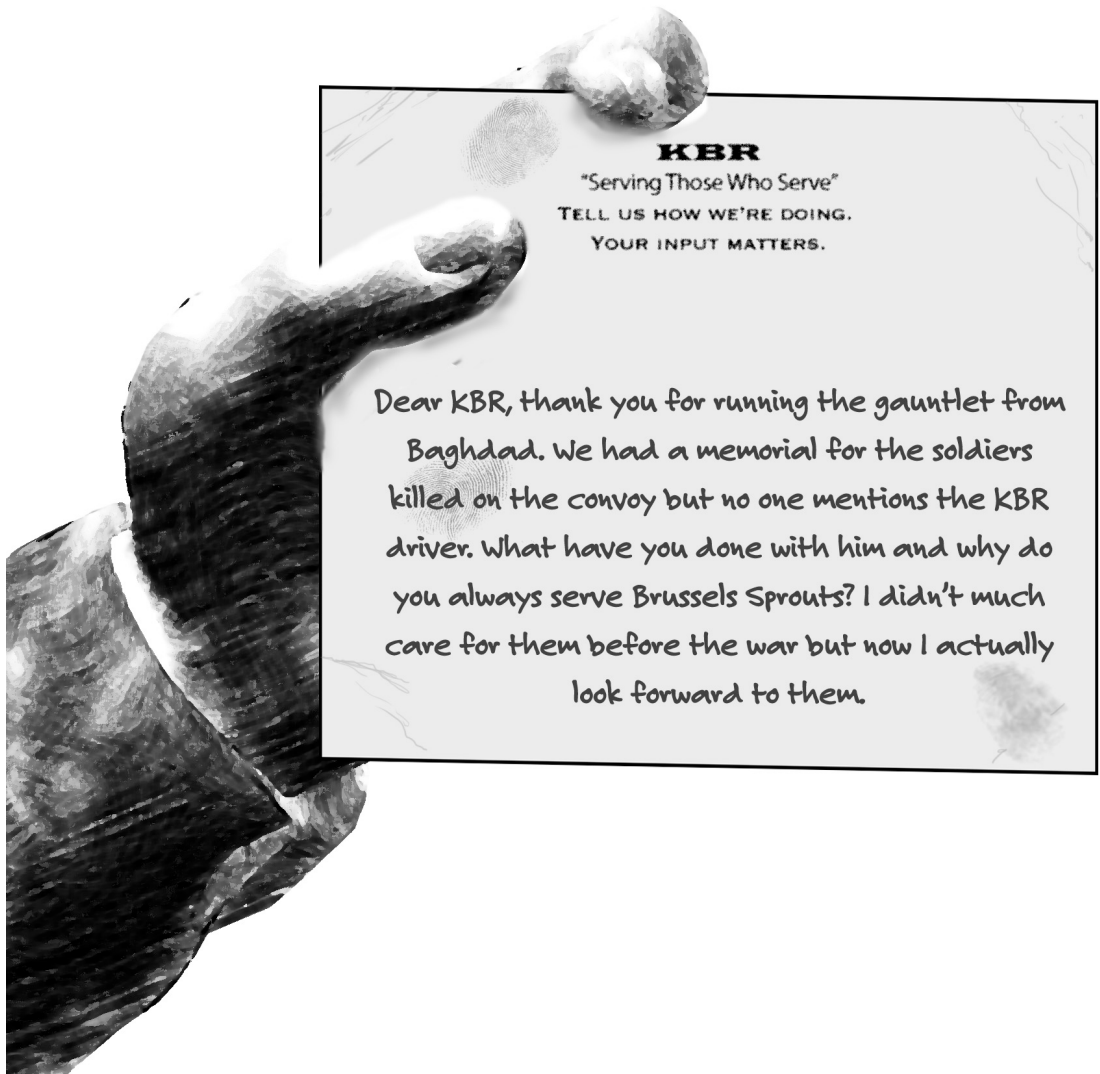 KBR
"Serving Those Who Serve"
TELL US HOW WE'RE DOING.
YOUR INPUT MATTERS.
Dear KBR, thank you for running the gauntlet from
Baghdad. We had a memorial for the soldiers
killed on the convoy but no one mentions the KBR
driver. What have you done with him and why do
you always serve Brussels Sprouts? I didn't much
care for them before the war but now I actually
look forward to them.